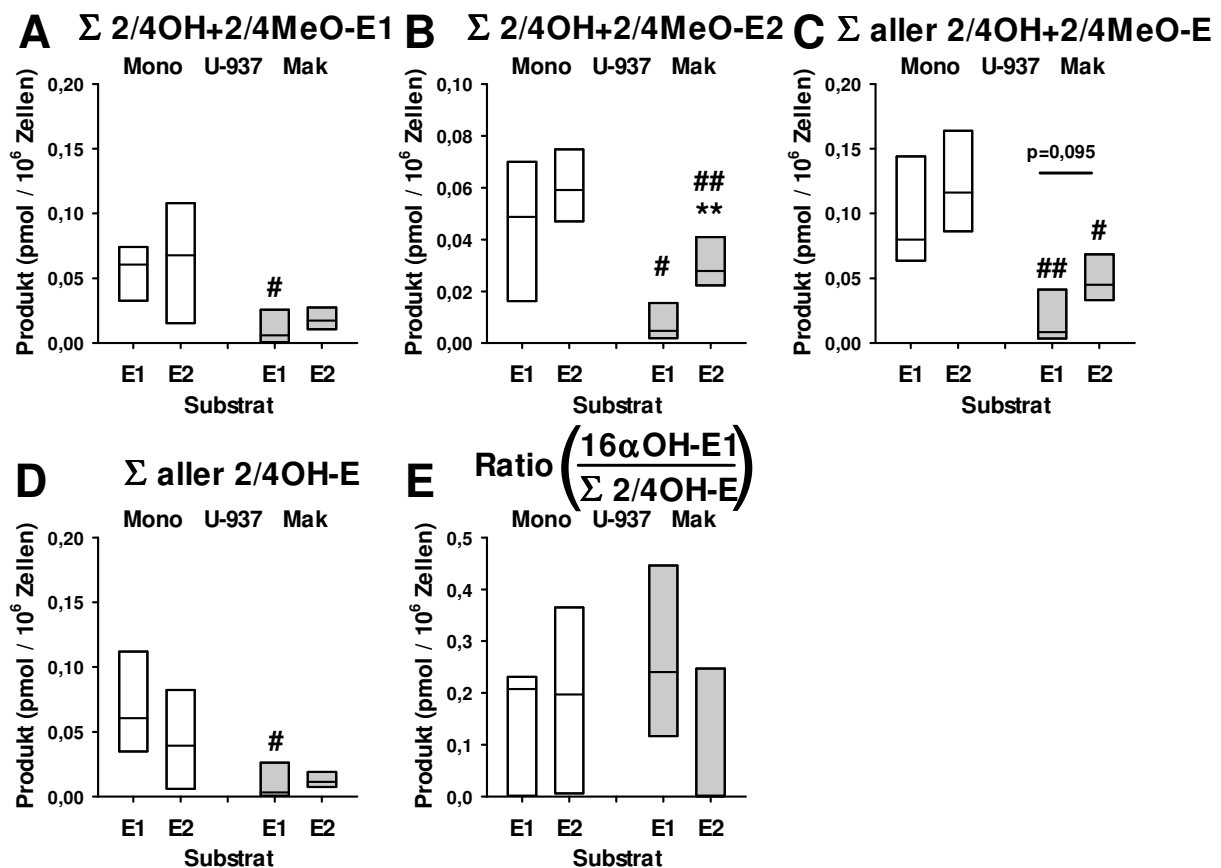 A Σ 2/4OH+2/4MeO-E1
Mono U-937 Mak
Produkt (pmol / 10⁶ Zellen)
0,20
0,15
0,10
0,05
0,00
#
E1 E2 E1 E2
Substrat
B Σ 2/4OH+2/4MeO-E2
Mono U-937 Mak
Produkt (pmol / 10⁶ Zellen)
0,10
0,08
0,06
0,04
0,02
0,00
#
##
**
E1 E2 E1 E2
Substrat
C Σ aller 2/4OH+2/4MeO-E
Mono U-937 Mak
Produkt (pmol / 10⁶ Zellen)
0,20
0,15
0,10
0,05
0,00
p=0,095
##
#
E1 E2 E1 E2
Substrat
D Σ aller 2/4OH-E
Mono U-937 Mak
Produkt (pmol / 10⁶ Zellen)
0,20
0,15
0,10
0,05
0,00
#
E1 E2 E1 E2
Substrat
E Ratio (16αOH-E1
Σ 2/4OH-E)
Mono U-937 Mak
Produkt (pmol / 10⁶ Zellen)
0,5
0,4
0,3
0,2
0,1
0,0
E1 E2 E1 E2
Substrat